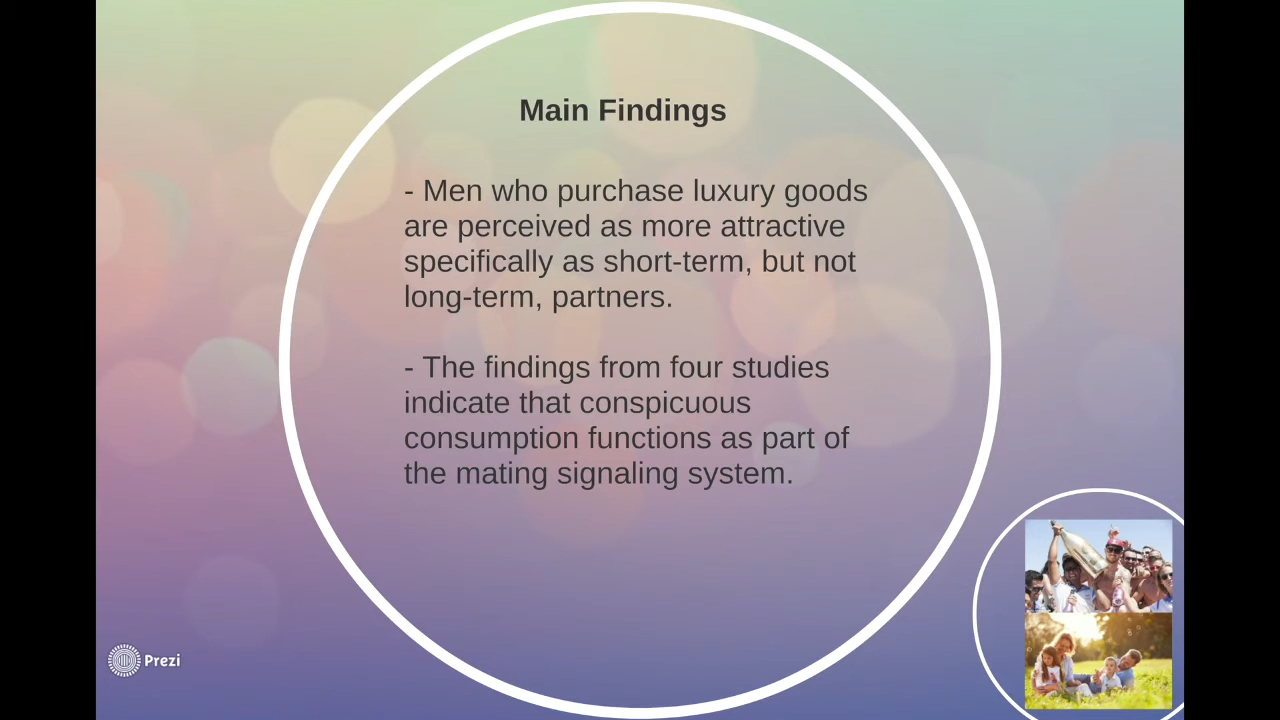 Main Findings
- Men who purchase luxury goods
are perceived as more attractive
specifically as short-term, but not
long-term, partners.
- The findings from four studies
indicate that conspicuous
consumption functions as part of
the mating signaling system.
Prezi